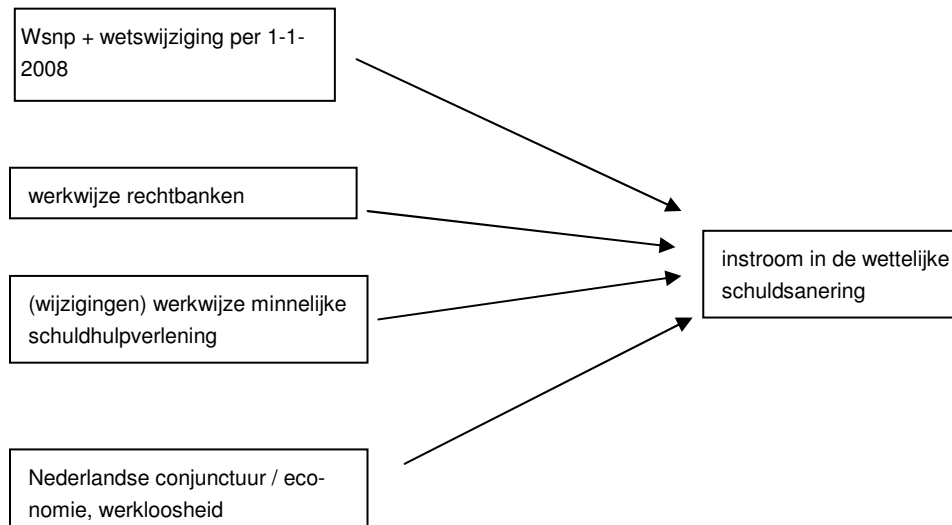 Wsnp + wetswijziging per 1-1-
2008
werkwijze rechtbanken
(wijzigingen) werkwijze minnelijke
schuldhulpverlening
Nederlandse conjunctuur / eco-
nomie, werkloosheid
instroom in de wettelijke
schuldsanering